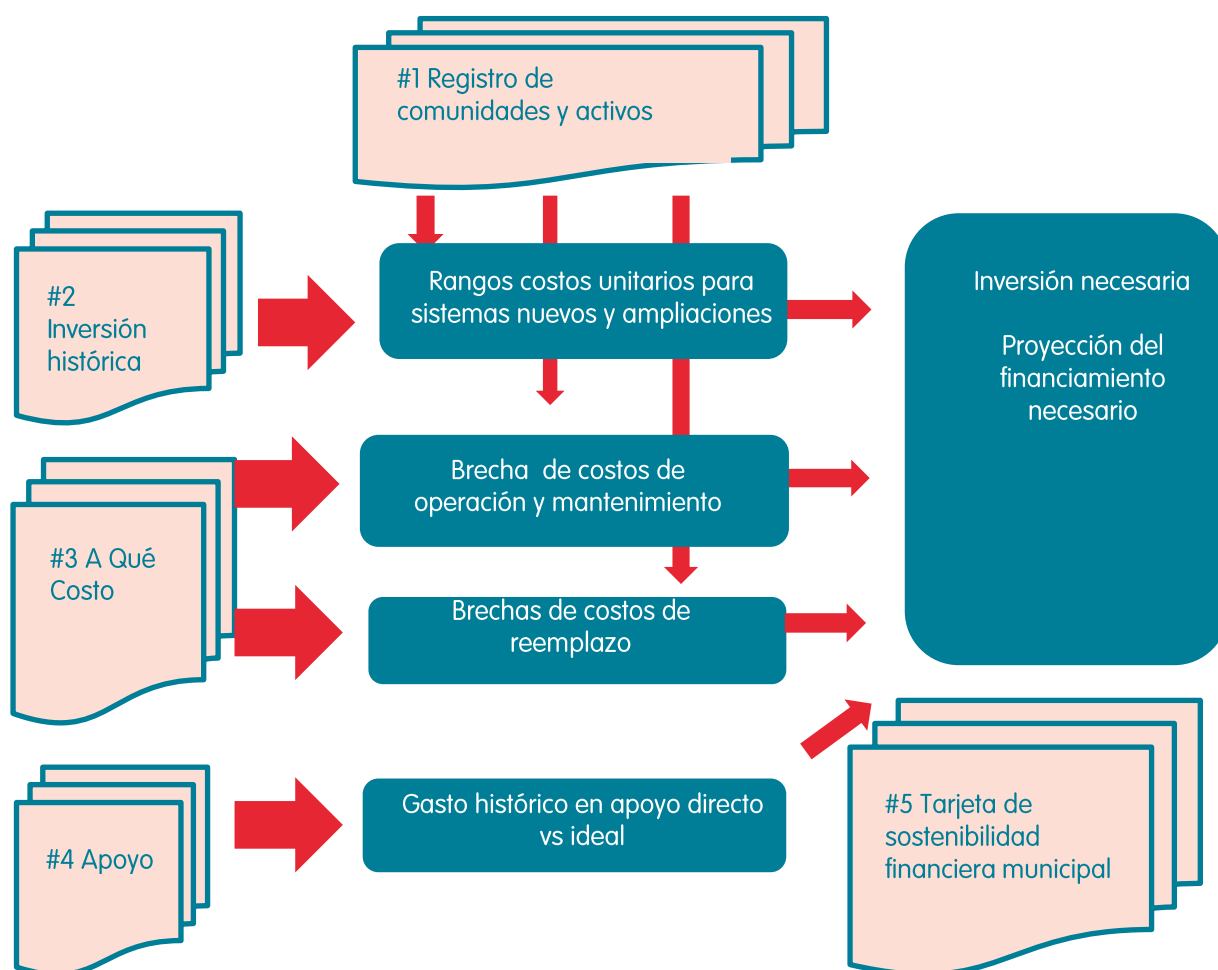 #1 Registro de
comunidades y activos
#2
Inversión
histórica
Rangos costos unitarios para
sistemas nuevos y ampliaciones
Inversión necesaria
Proyección del
financiamiento
necesario
#3 A Qué
Costo
Brecha de costos de
operación y mantenimiento
Brechas de costos de
reemplazo
#4 Apoyo
Gasto histórico en apoyo directo
vs ideal
#5 Tarjeta de
sostenibilidad
financiera municipal